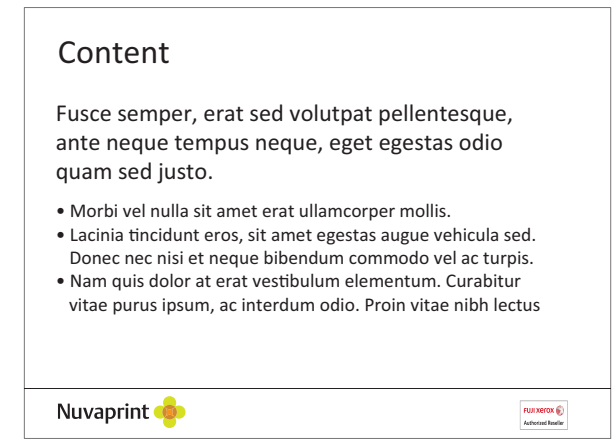 Content
Fusce semper, erat sed volutpat pellentesque,
ante neque tempus neque, eget egestas odio
quam sed justo.
• Morbi vel nulla sit amet erat ullamcorper mollis.
• Lacinia tincidunt eros, sit amet egestas augue vehicula sed.
Donec nec nisi et neque bibendum commodo vel ac turpis.
• Nam quis dolor at erat vestibulum elementum. Curabitur
vitae purus ipsum, ac interdum odio. Proin vitae nibh lectus
Nuvaprint
FUJI XEROX
Authorized Reseller